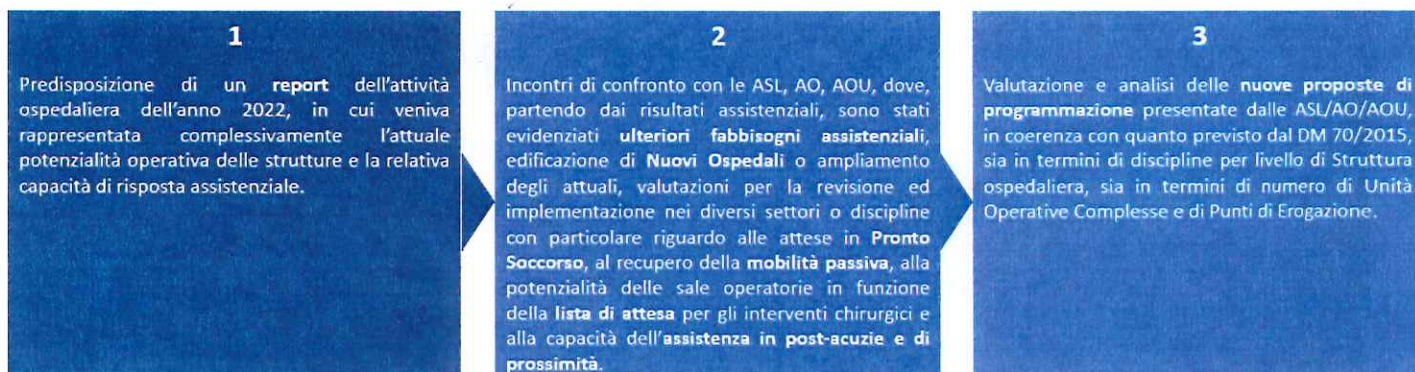 1
Predisposizione di un report dell'attività
ospedaliera dell'anno 2022, in cui veniva
rappresentata complessivamente l'attuale
potenzialità operativa delle strutture e la relativa
capacità di risposta assistenziale.
2
Incontri di confronto con le ASL, AO, AOU, dove,
partendo dai risultati assistenziali, sono stati
evidenziati ulteriori fabbisogni assistenziali,
edificazione di Nuovi Ospedali o ampliamento
degli attuali, valutazioni per la revisione ed
implementazione nei diversi settori o discipline
con particolare riguardo alle attese in Pronto
Soccorso, al recupero della mobilità passiva, alla
potenzialità delle sale operatorie in funzione
della lista di attesa per gli interventi chirurgici e
alla capacità dell'assistenza in post-acuzie e di
prossimità.
3
Valutazione e analisi delle nuove proposte di
programmazione presentate dalle ASL/AO/AOU,
in coerenza con quanto previsto dal DM 70/2015,
sia in termini di discipline per livello di Struttura
ospedaliera, sia in termini di numero di Unità
Operative Complesse e di Punti di Erogazione.